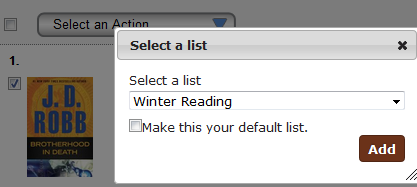 Select an Action
Select a list
1.
Select a list
Winter Reading
Make this your default list.
Add
J. D.
ROBB
BROTHERHOOD
IN DEATH